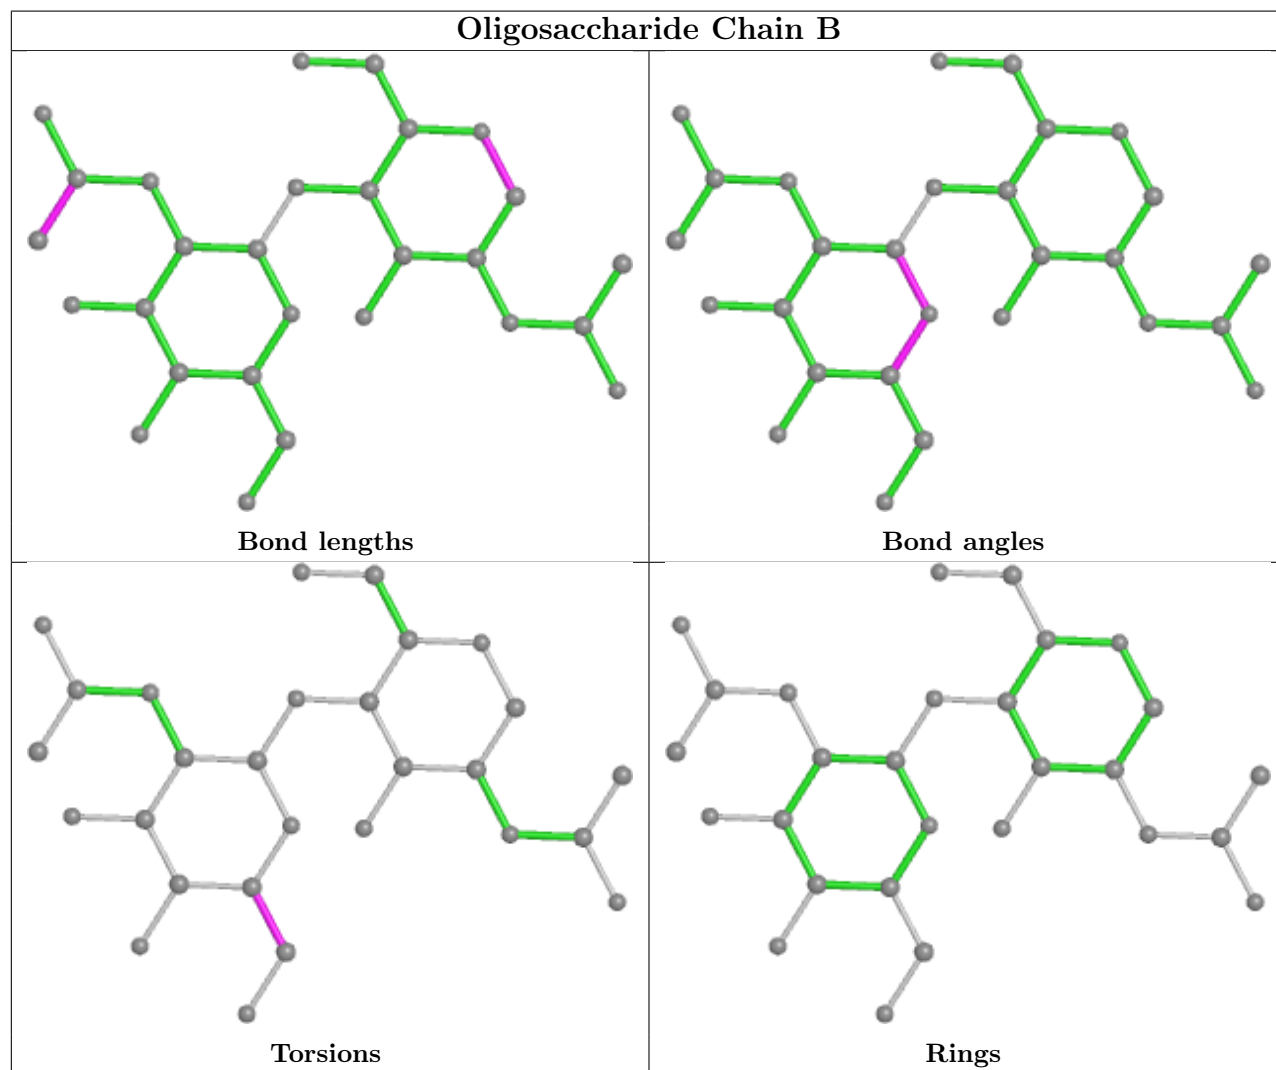 Oligosaccharide Chain B
Bond lengths
Bond angles
Torsions
Rings